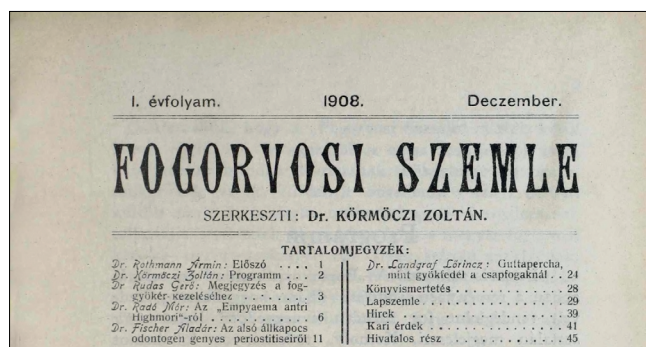 I. évfolyam. 1908. Deczember.
FOGORVOSI SZEMLE
SZERKESZTI: Dr. KÖRMÖCZI ZOLTÁN.
TARTALOMJEGYZÉK:
Dr. Rothmann Ármin: Előszó . . . . 1
Dr. Körmöczi Zoltán: Programm . . . 2
Dr Rudas Gerő: Megjegyzés a fog-
gyökér kezeléséhez . . . . . . 3
Dr. Radó Mór: Az „Empyaema antri
Highmori"-ról . . . . . . . . . . . 6
Dr. Fischer Aladár: Az alsó állkapocs
odontogen genyes periostitiseiről 11
Dr. Landgraf Lőrincz: Guttapercha,
mint gyökfedél a csapfogaknál . . 24
Könyvismertetés . . . . . . . . . . . 28
Lapszemle . . . . . . . . . . . . . . 29
Hirek . . . . . . . . . . . . . . . . 39
Kari érdek . . . . . . . . . . . . . 41
Hivatalos rész . . . . . . . . . . . 45